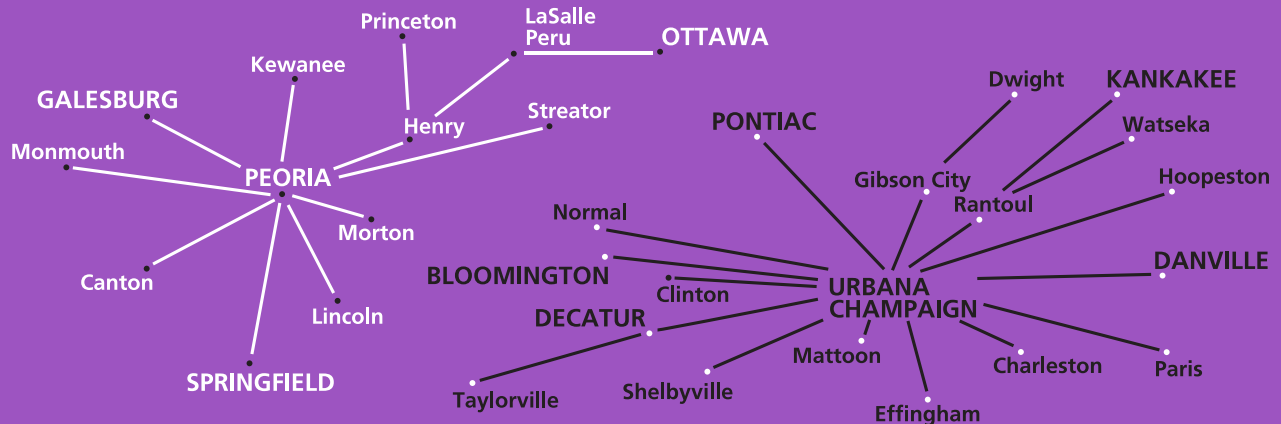 Princeton
LaSalle
Peru
OTTAWA
Kewanee
GALESBURG
Henry
Streator
Monmouth
PEORIA
Morton
Canton
Lincoln
SPRINGFIELD
Dwight
KANKAKEE
PONTIAC
Watseka
Gibson City
Hoopeston
Rantoul
Normal
BLOOMINGTON
DANVILLE
Clinton
URBANA
CHAMPAIGN
DECATUR
Mattoon
Charleston
Paris
Shelbyville
Taylorville
Effingham